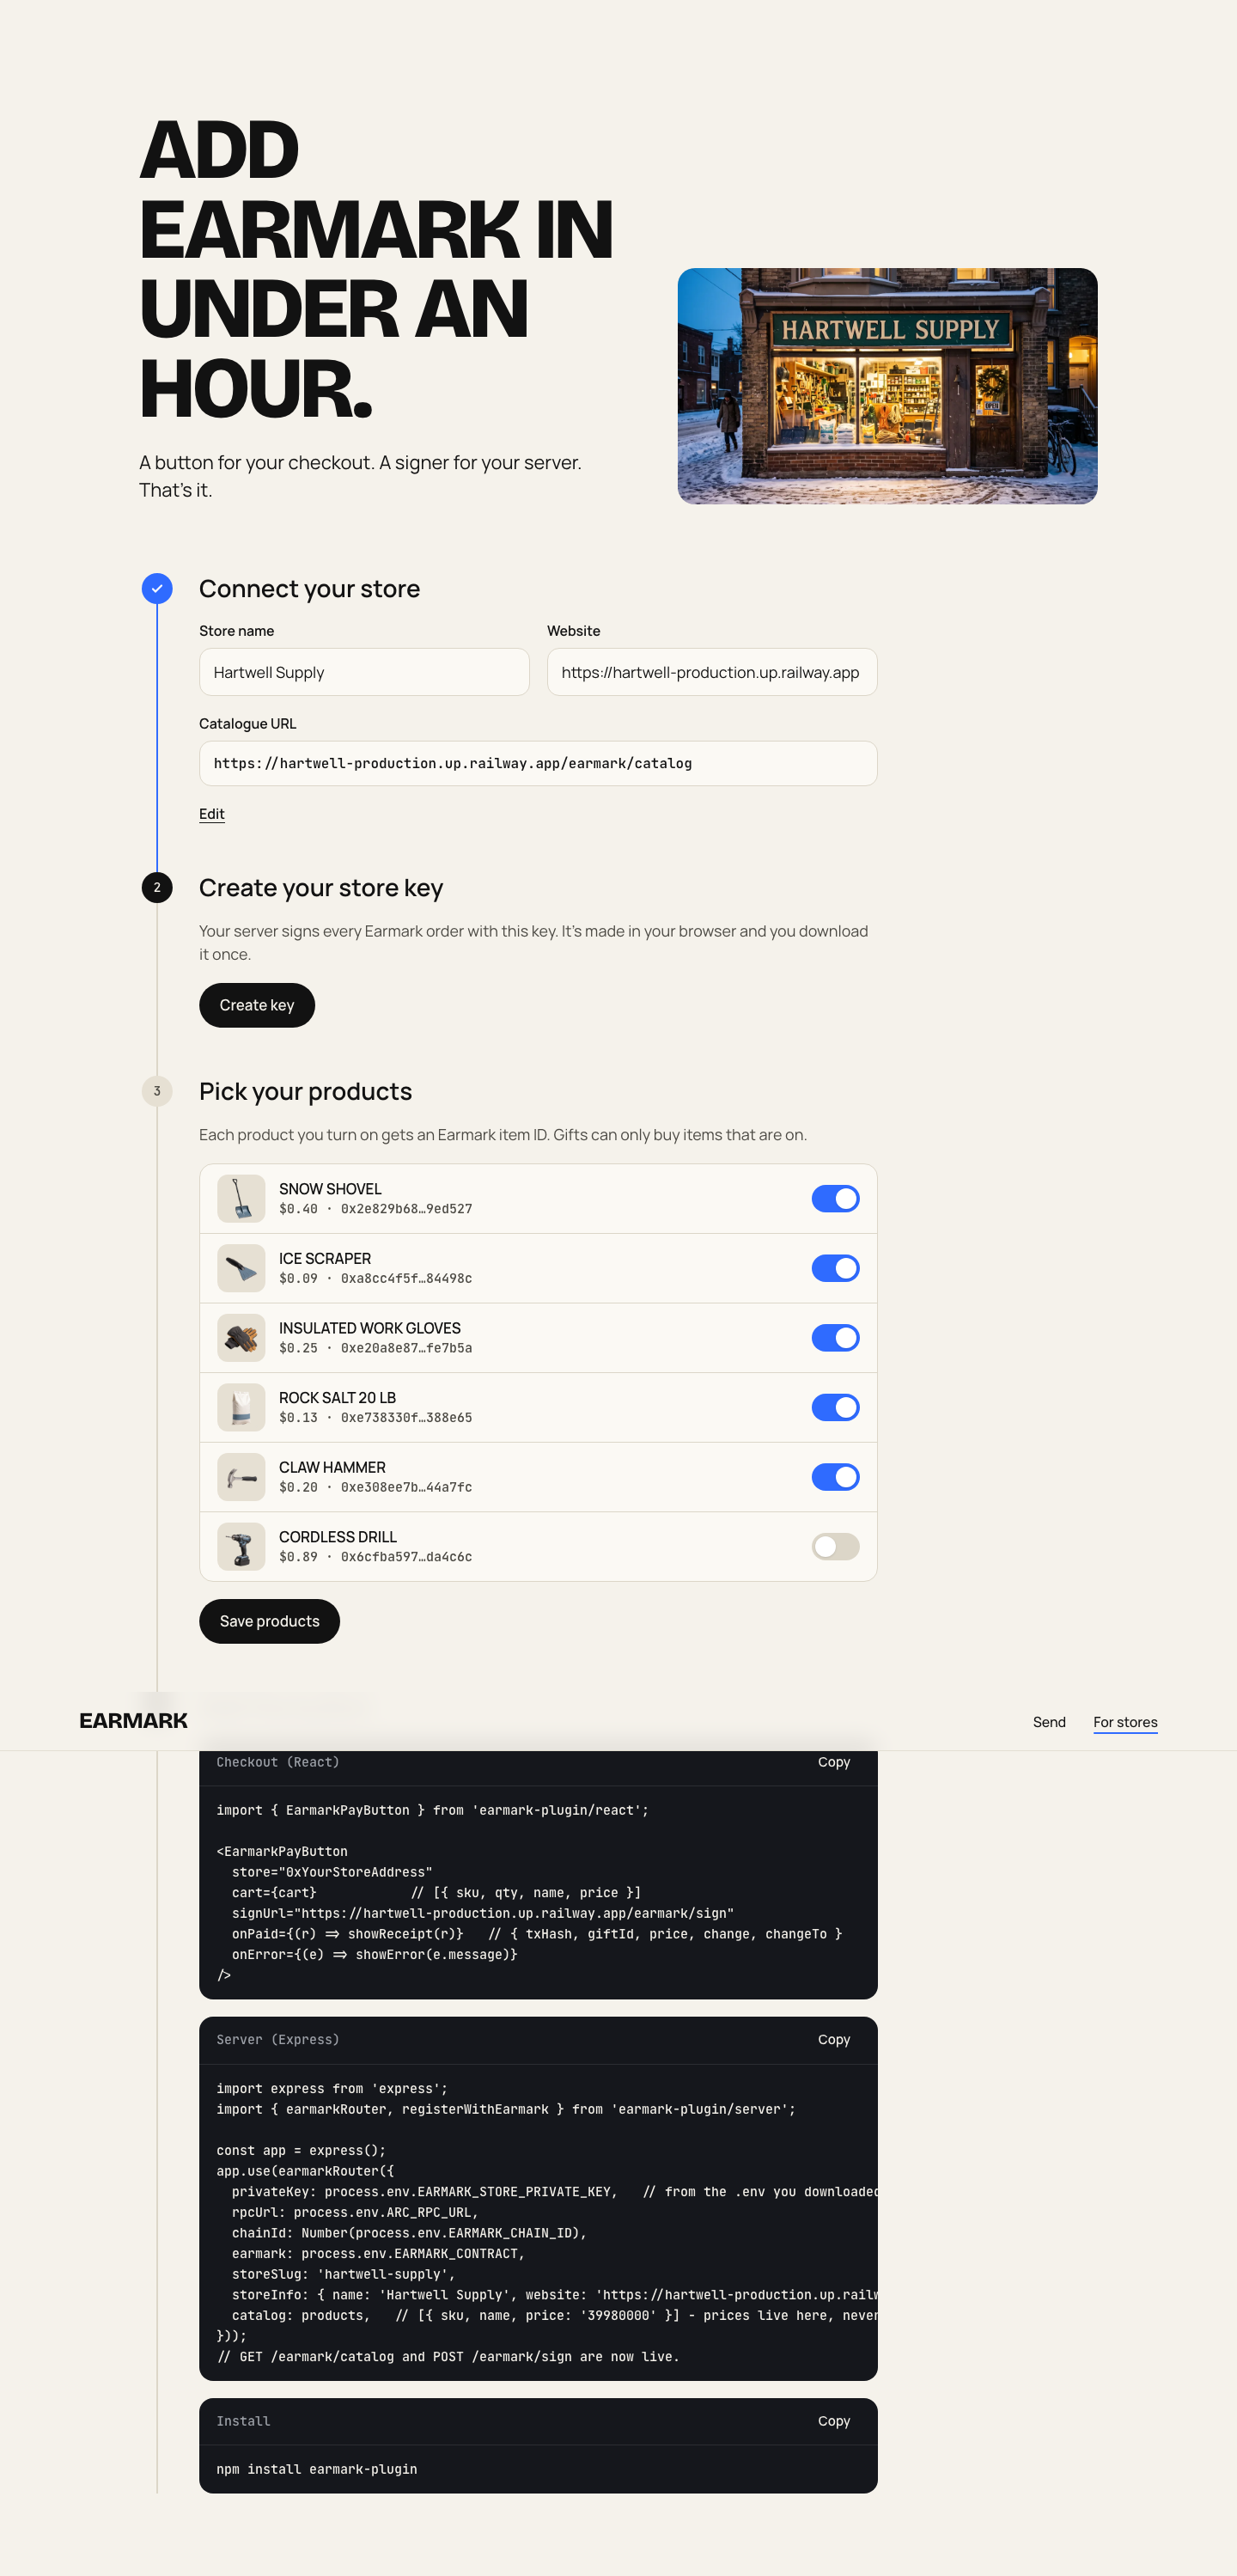 ADD
EARMARK IN
UNDER AN
HOUR.
A button for your checkout. A signer for your server.
That's it.
HARTWELL SUPPLY
OPEN
Connect your store
Store name
Website
Hartwell Supply
https://hartwell-production.up.railway.app
Catalogue URL
https://hartwell-production.up.railway.app/earmark/catalog
Edit
2
Create your store key
Your server signs every Earmark order with this key. It's made in your browser and you download
it once.
Create key
3
Pick your products
Each product you turn on gets an Earmark item ID. Gifts can only buy items that are on.
SNOW SHOVEL
$0.40 · 0x2e829b68…9ed527
ICE SCRAPER
$0.09 · 0xa8cc4f5f…84498c
INSULATED WORK GLOVES
$0.25 · 0xe20a8e87…fe7b5a
ROCK SALT 20 LB
$0.13 · 0xe738330f…388e65
CLAW HAMMER
$0.20 · 0xe308ee7b…44a7fc
CORDLESS DRILL
$0.89 · 0x6cfba597…da4c6c
Save products
EARMARK
Send
For stores
Checkout (React)
Copy
import { EarmarkPayButton } from 'earmark-plugin/react';
<EarmarkPayButton
store="0xYourStoreAddress"
cart={cart} // [{ sku, qty, name, price }]
signUrl="https://hartwell-production.up.railway.app/earmark/sign"
onPaid={(r) => showReceipt(r)} // { txHash, giftId, price, change, changeTo }
onError={(e) => showError(e.message)}
/>
Server (Express)
Copy
import express from 'express';
import { earmarkRouter, registerWithEarmark } from 'earmark-plugin/server';
const app = express();
app.use(earmarkRouter({
privateKey: process.env.EARMARK_STORE_PRIVATE_KEY, // from the .env you downloaded
rpcUrl: process.env.ARC_RPC_URL,
chainId: Number(process.env.EARMARK_CHAIN_ID),
earmark: process.env.EARMARK_CONTRACT,
storeSlug: 'hartwell-supply',
storeInfo: { name: 'Hartwell Supply', website: 'https://hartwell-production.up.railw
catalog: products, // [{ sku, name, price: '39980000' }] - prices live here, never
}));
// GET /earmark/catalog and POST /earmark/sign are now live.
Install
Copy
npm install earmark-plugin